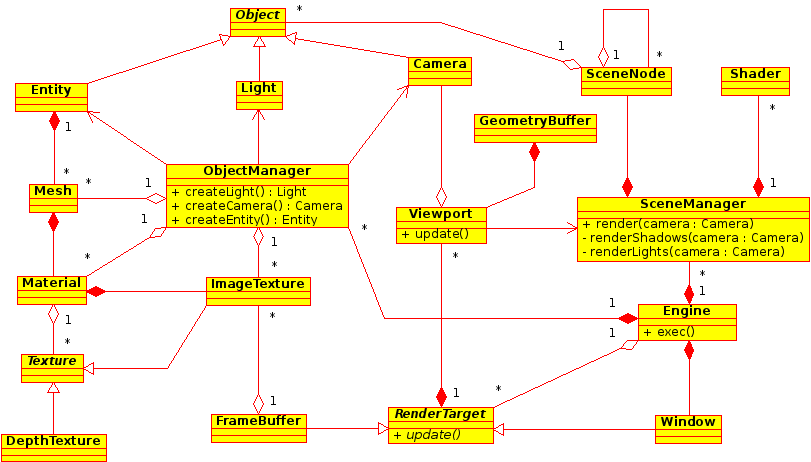 Object
*
1
1
*
Camera
SceneNode
Shader
Entity
Light
1
*
GeometryBuffer
*
ObjectManager
+ createLight() : Light
+ createCamera() : Camera
+ createEntity() : Entity
Mesh
*
1
1
1
SceneManager
+ render(camera : Camera)
- renderShadows(camera : Camera)
- renderLights(camera : Camera)
Viewport
+ update()
*
1
*
*
*
*
1
Material
ImageTexture
1
Engine
+ exec()
1
1
*
*
Texture
*
1
1
FrameBuffer
RenderTarget
+ update()
Window
DepthTexture